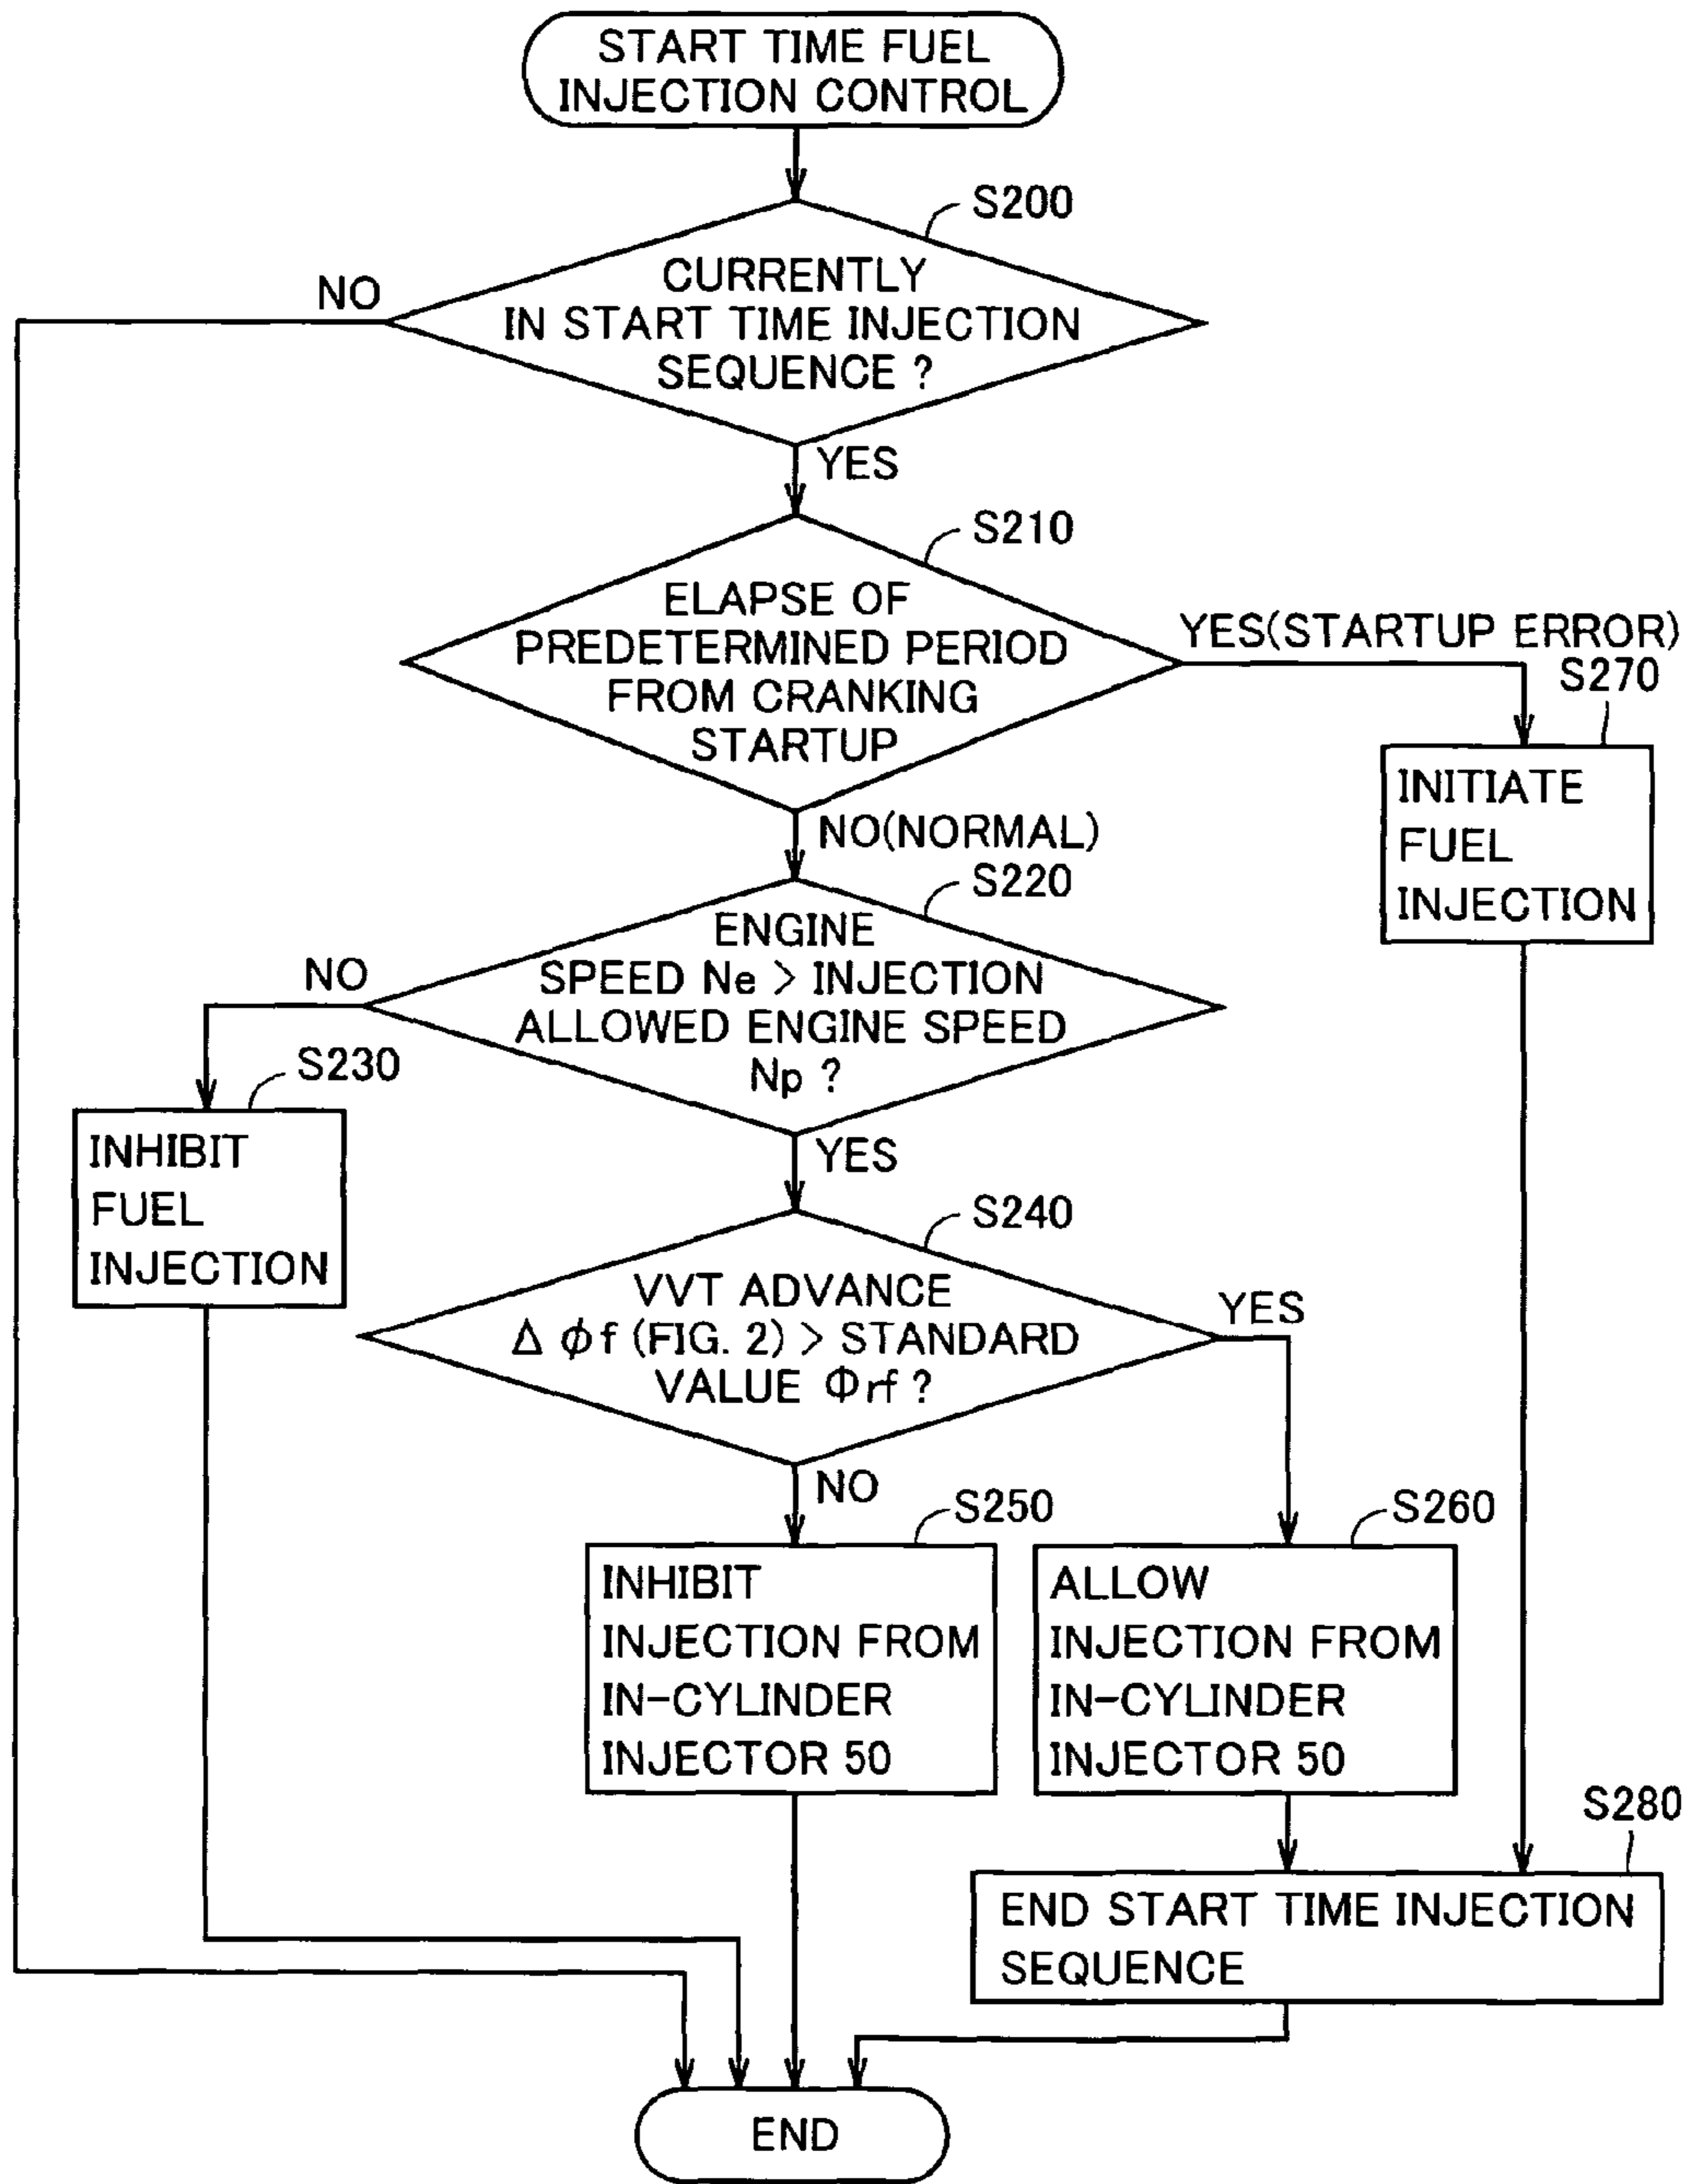 START TIME FUEL
INJECTION CONTROL
S200
CURRENTLY
IN START TIME INJECTION
SEQUENCE ?
NO
YES
S210
ELAPSE OF
PREDETERMINED PERIOD
FROM CRANKING
STARTUP
YES(STARTUP ERROR)
S270
INITIATE
FUEL
INJECTION
NO(NORMAL)
S220
ENGINE
SPEED Ne > INJECTION
ALLOWED ENGINE SPEED
Np ?
NO
S230
INHIBIT
FUEL
INJECTION
YES
S240
VVT ADVANCE
Δ φf (FIG. 2) > STANDARD
VALUE Φrf ?
YES
NO
S250
INHIBIT
INJECTION FROM
IN-CYLINDER
INJECTOR 50
S260
ALLOW
INJECTION FROM
IN-CYLINDER
INJECTOR 50
S280
END START TIME INJECTION
SEQUENCE
END